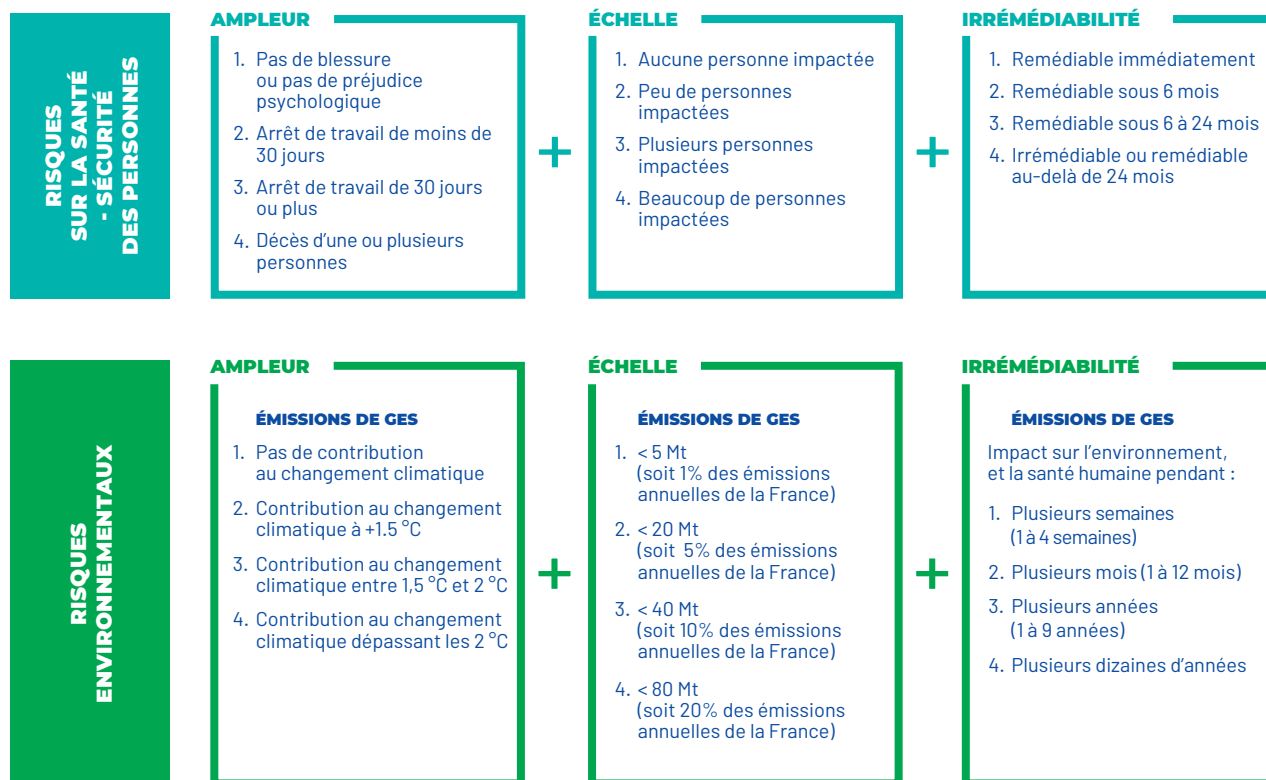 RISQUES
SUR LA SANTÉ
- SÉCURITÉ
DES PERSONNES
AMPLEUR
1. Pas de blessure
ou pas de préjudice
psychologique
2. Arrêt de travail de moins de
30 jours
3. Arrêt de travail de 30 jours
ou plus
4. Décès d'une ou plusieurs
personnes
+
ÉCHELLE
1. Aucune personne impactée
2. Peu de personnes
impactées
3. Plusieurs personnes
impactées
4. Beaucoup de personnes
impactées
+
IRRÉMÉDIABILITÉ
1. Remédiable immédiatement
2. Remédiable sous 6 mois
3. Remédiable sous 6 à 24 mois
4. Irrémédiable ou remédiable
au-delà de 24 mois
RISQUES
ENVIRONNEMENTAUX
AMPLEUR
ÉMISSIONS DE GES
1. Pas de contribution
au changement climatique
2. Contribution au changement
climatique à +1.5 °C
3. Contribution au changement
climatique entre 1,5 °C et 2 °C
4. Contribution au changement
climatique dépassant les 2 °C
+
ÉCHELLE
ÉMISSIONS DE GES
1. < 5 Mt
(soit 1% des émissions
annuelles de la France)
2. < 20 Mt
(soit 5% des émissions
annuelles de la France)
3. < 40 Mt
(soit 10% des émissions
annuelles de la France)
4. < 80 Mt
(soit 20% des émissions
annuelles de la France)
+
IRRÉMÉDIABILITÉ
ÉMISSIONS DE GES
Impact sur l'environnement,
et la santé humaine pendant :
1. Plusieurs semaines
(1 à 4 semaines)
2. Plusieurs mois (1 à 12 mois)
3. Plusieurs années
(1 à 9 années)
4. Plusieurs dizaines d'années